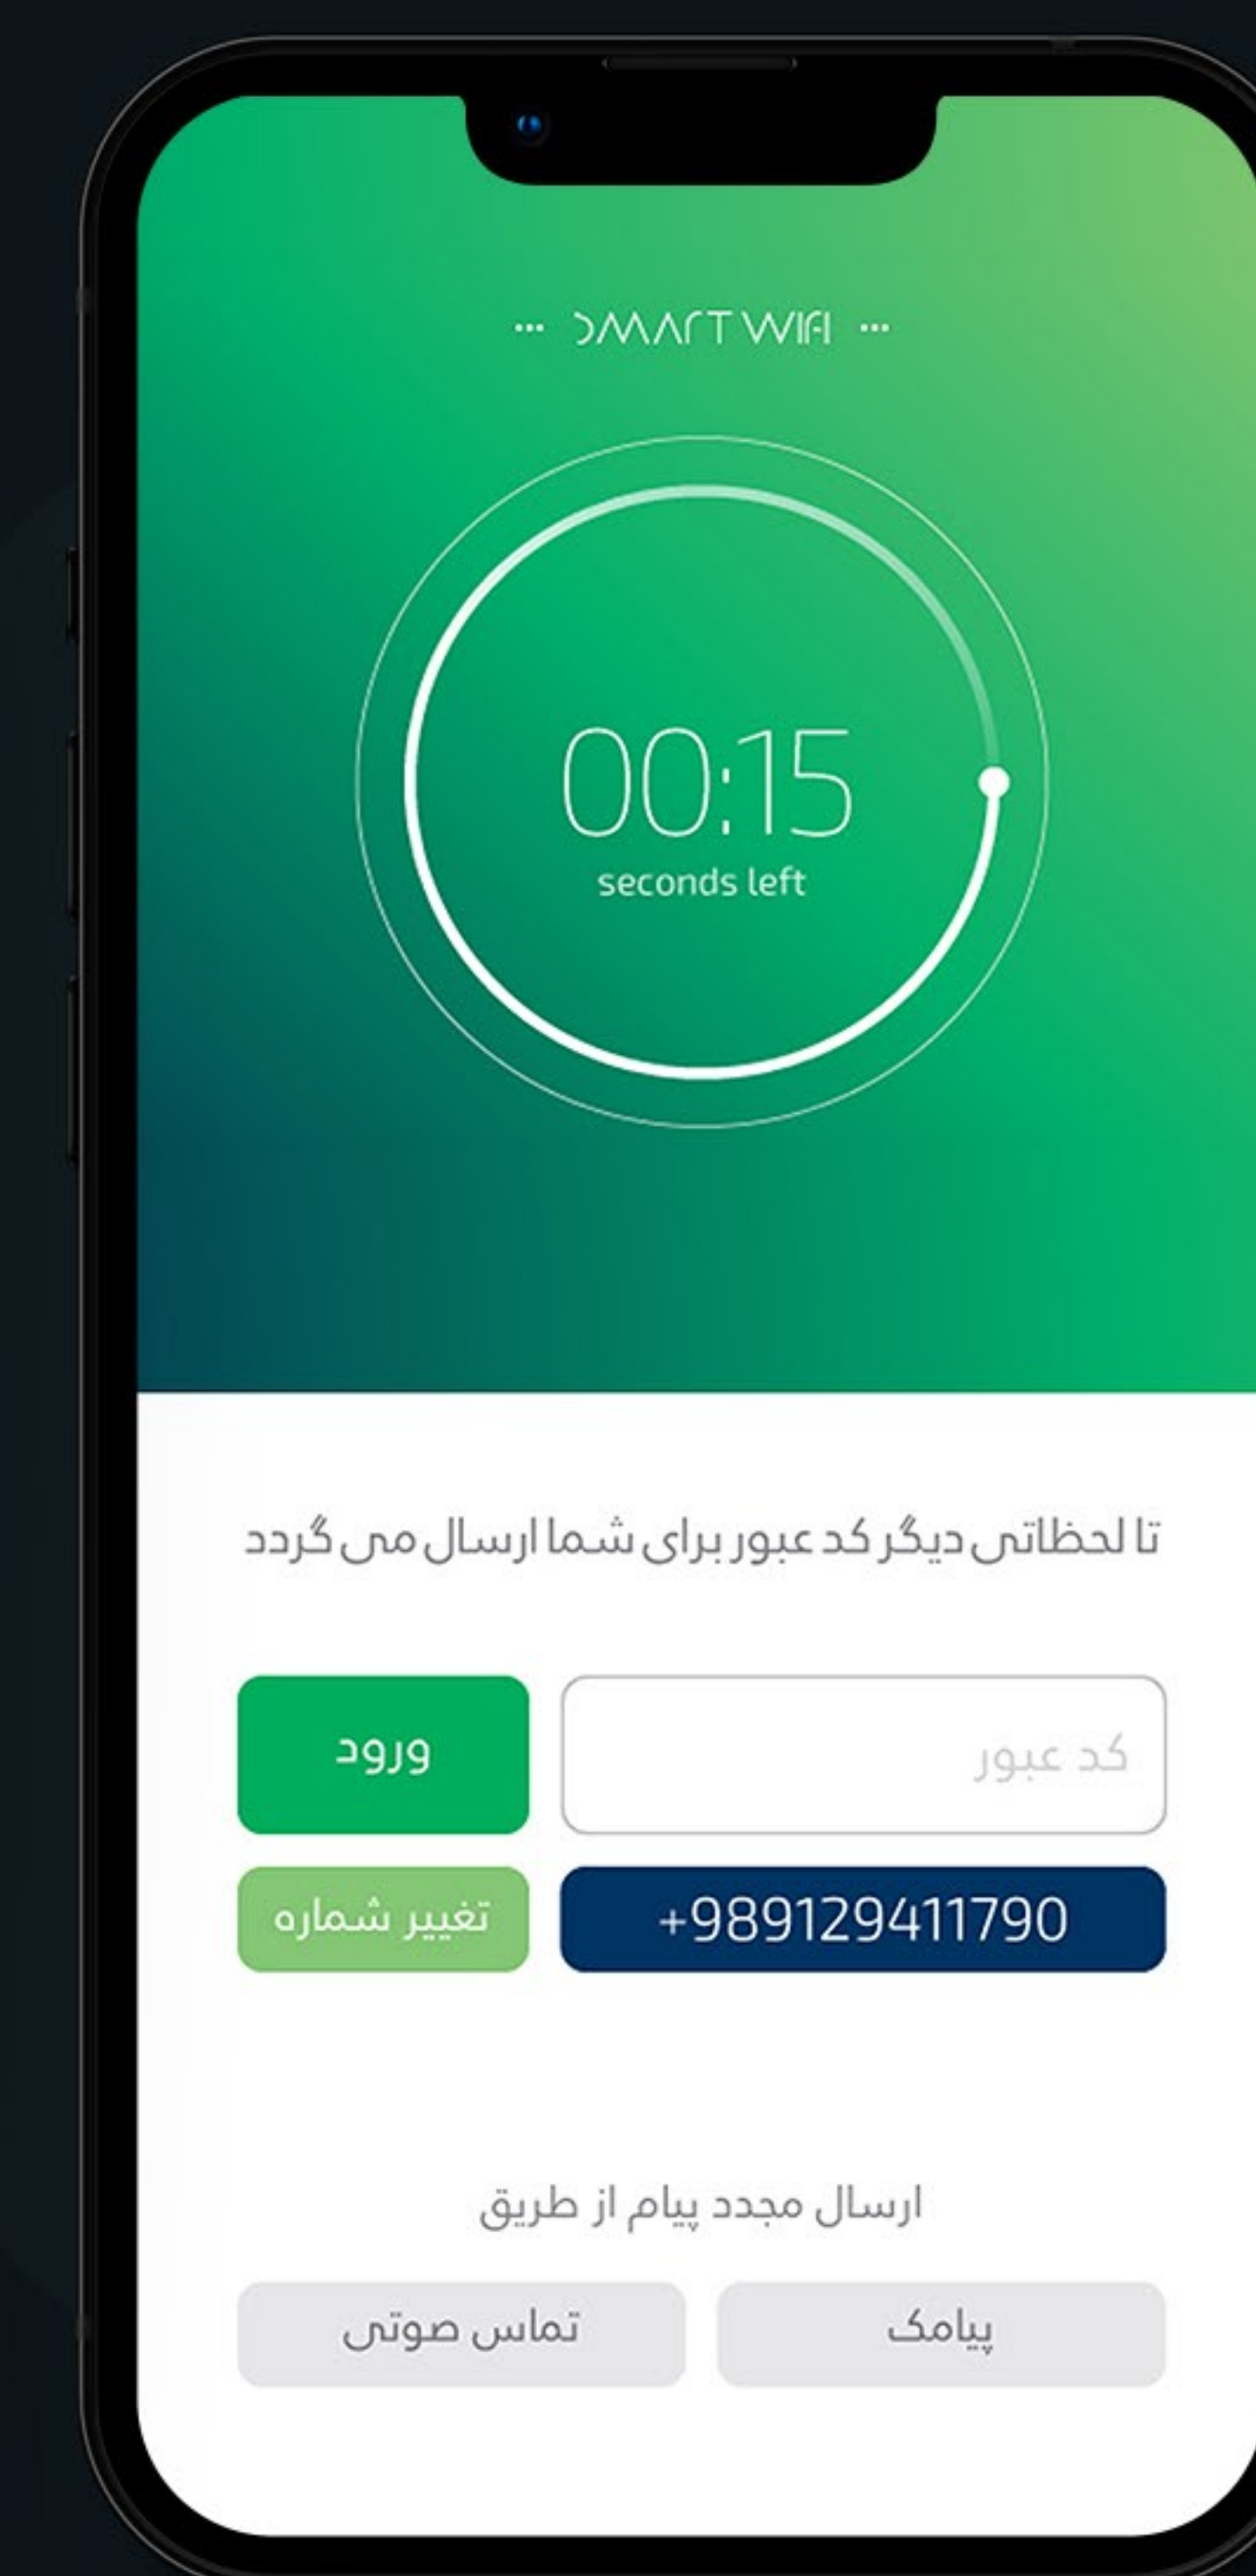 ••• SMART WIFI •••
00:15
seconds left
تا لحظاتی دیگر کد عبور برای شما ارسال می گردد
کد عبور
ورود
+989129411790
تغییر شماره
ارسال مجدد پیام از طریق
پیامک
تماس صوتی